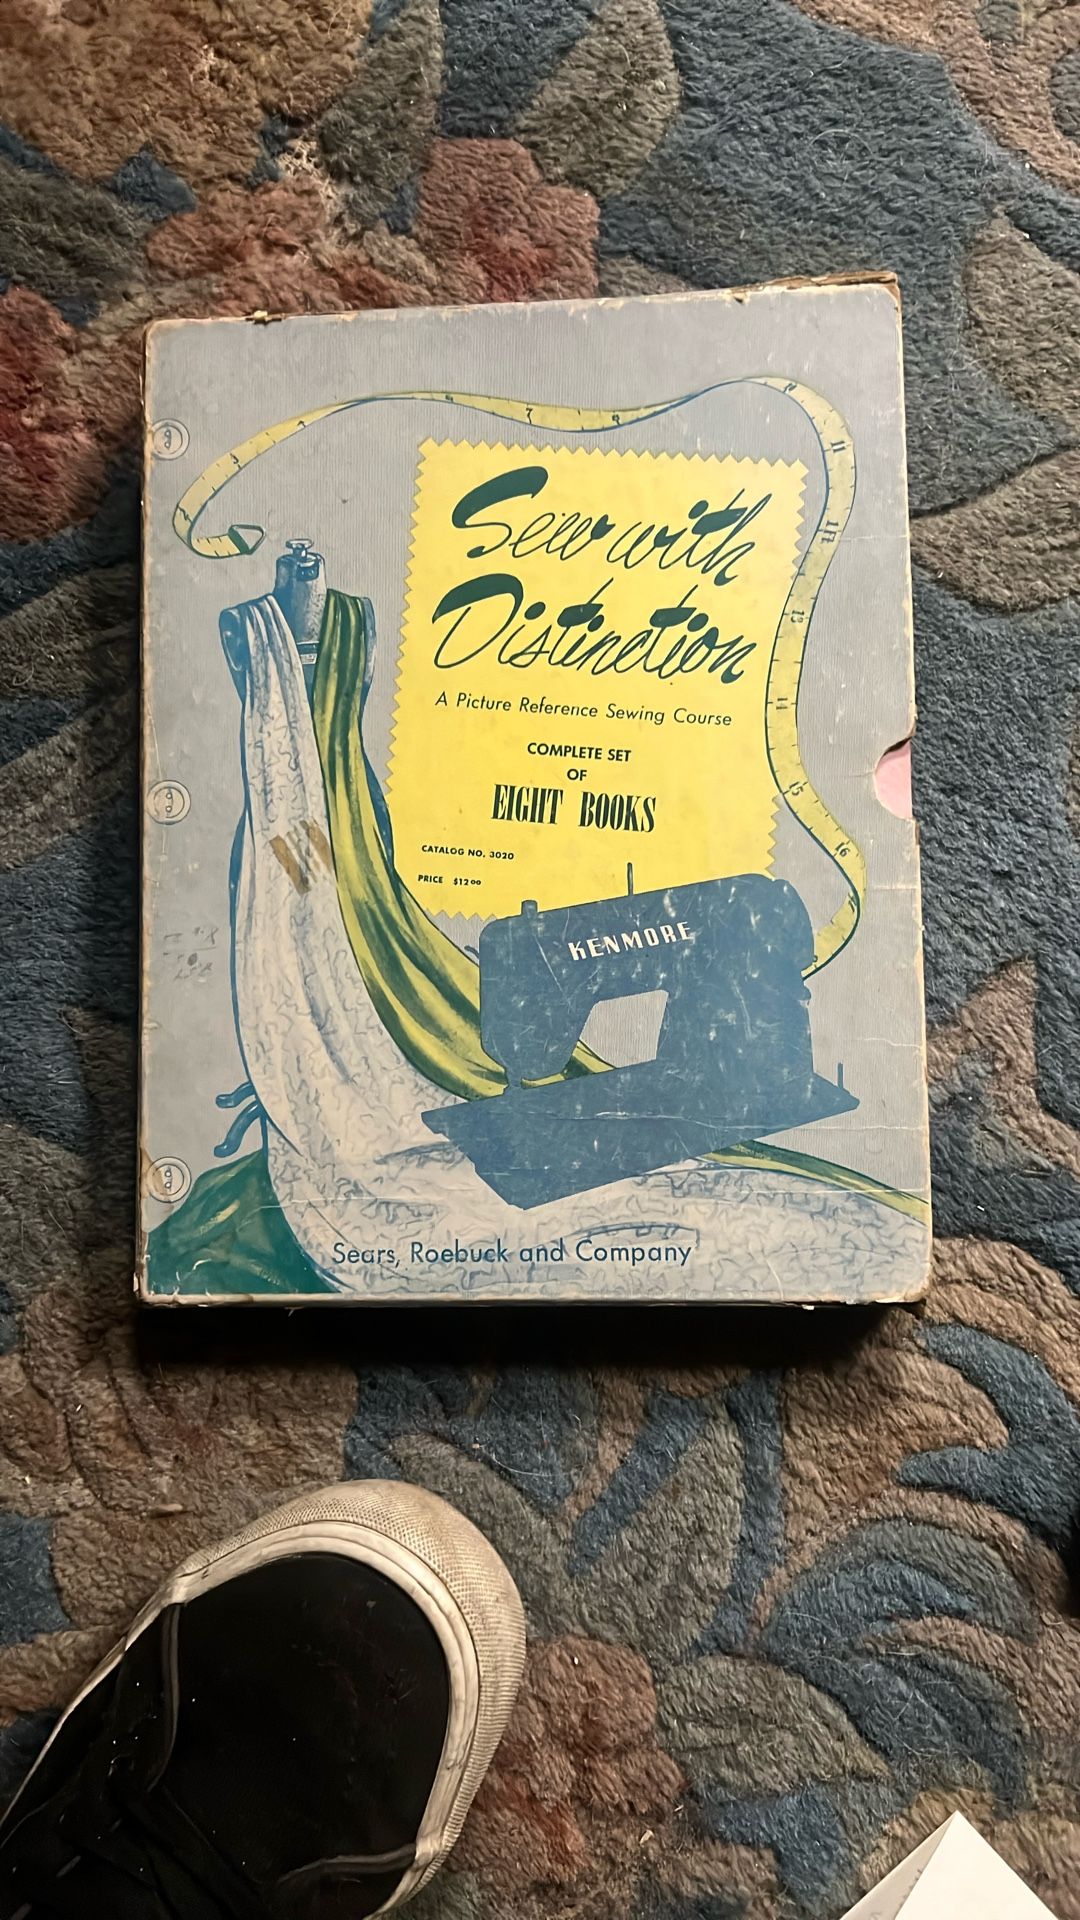 Sew with
Distinction
A Picture Reference Sewing Course
COMPLETE SET
OF
EIGHT BOOKS
CATALOG NO. 3020
PRICE $12.00
KENMORE
Sears, Roebuck and Company